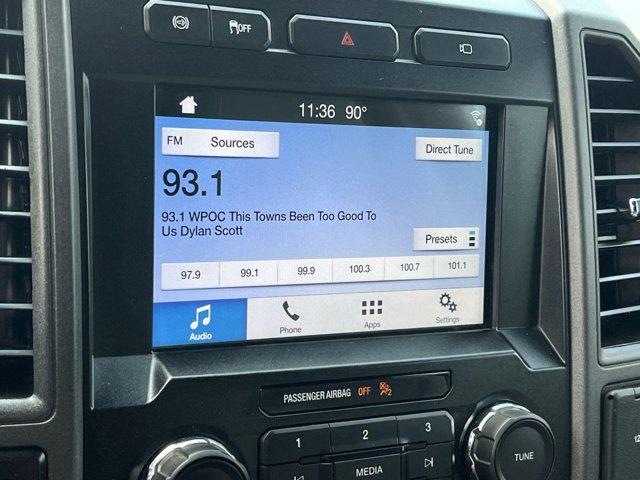 OFF
11:36 90°
FM Sources
Direct Tune
93.1
93.1 WPOC This Towns Been Too Good To
Us Dylan Scott
Presets
97.9 99.1 99.9 100.3 100.7 101.1
Audio Phone Apps Settings
PASSENGER AIRBAG OFF 2
1 2 3
MEDIA
TUNE